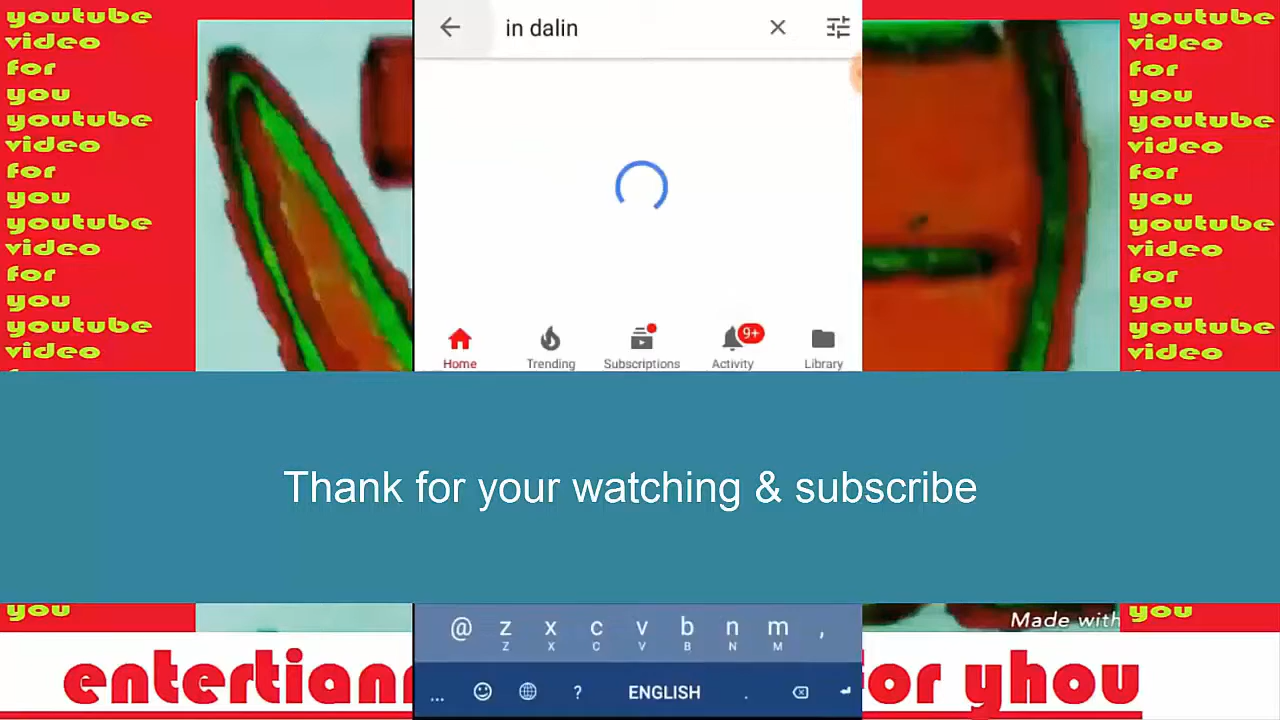 youtube
video
for
you
youtube
video
for
you
youtube
video
for
you
youtube
video
you
in dalin
9+
Home
Trending
Subscriptions
Activity
Library
youtube
video
for
you
youtube
video
for
you
youtube
video
for
you
youtube
video
you
Thank for your watching & subscribe
@ z x c v b n m ,
Z X C V B N M
... ? ENGLISH .
Made with
entertiann
or yhou